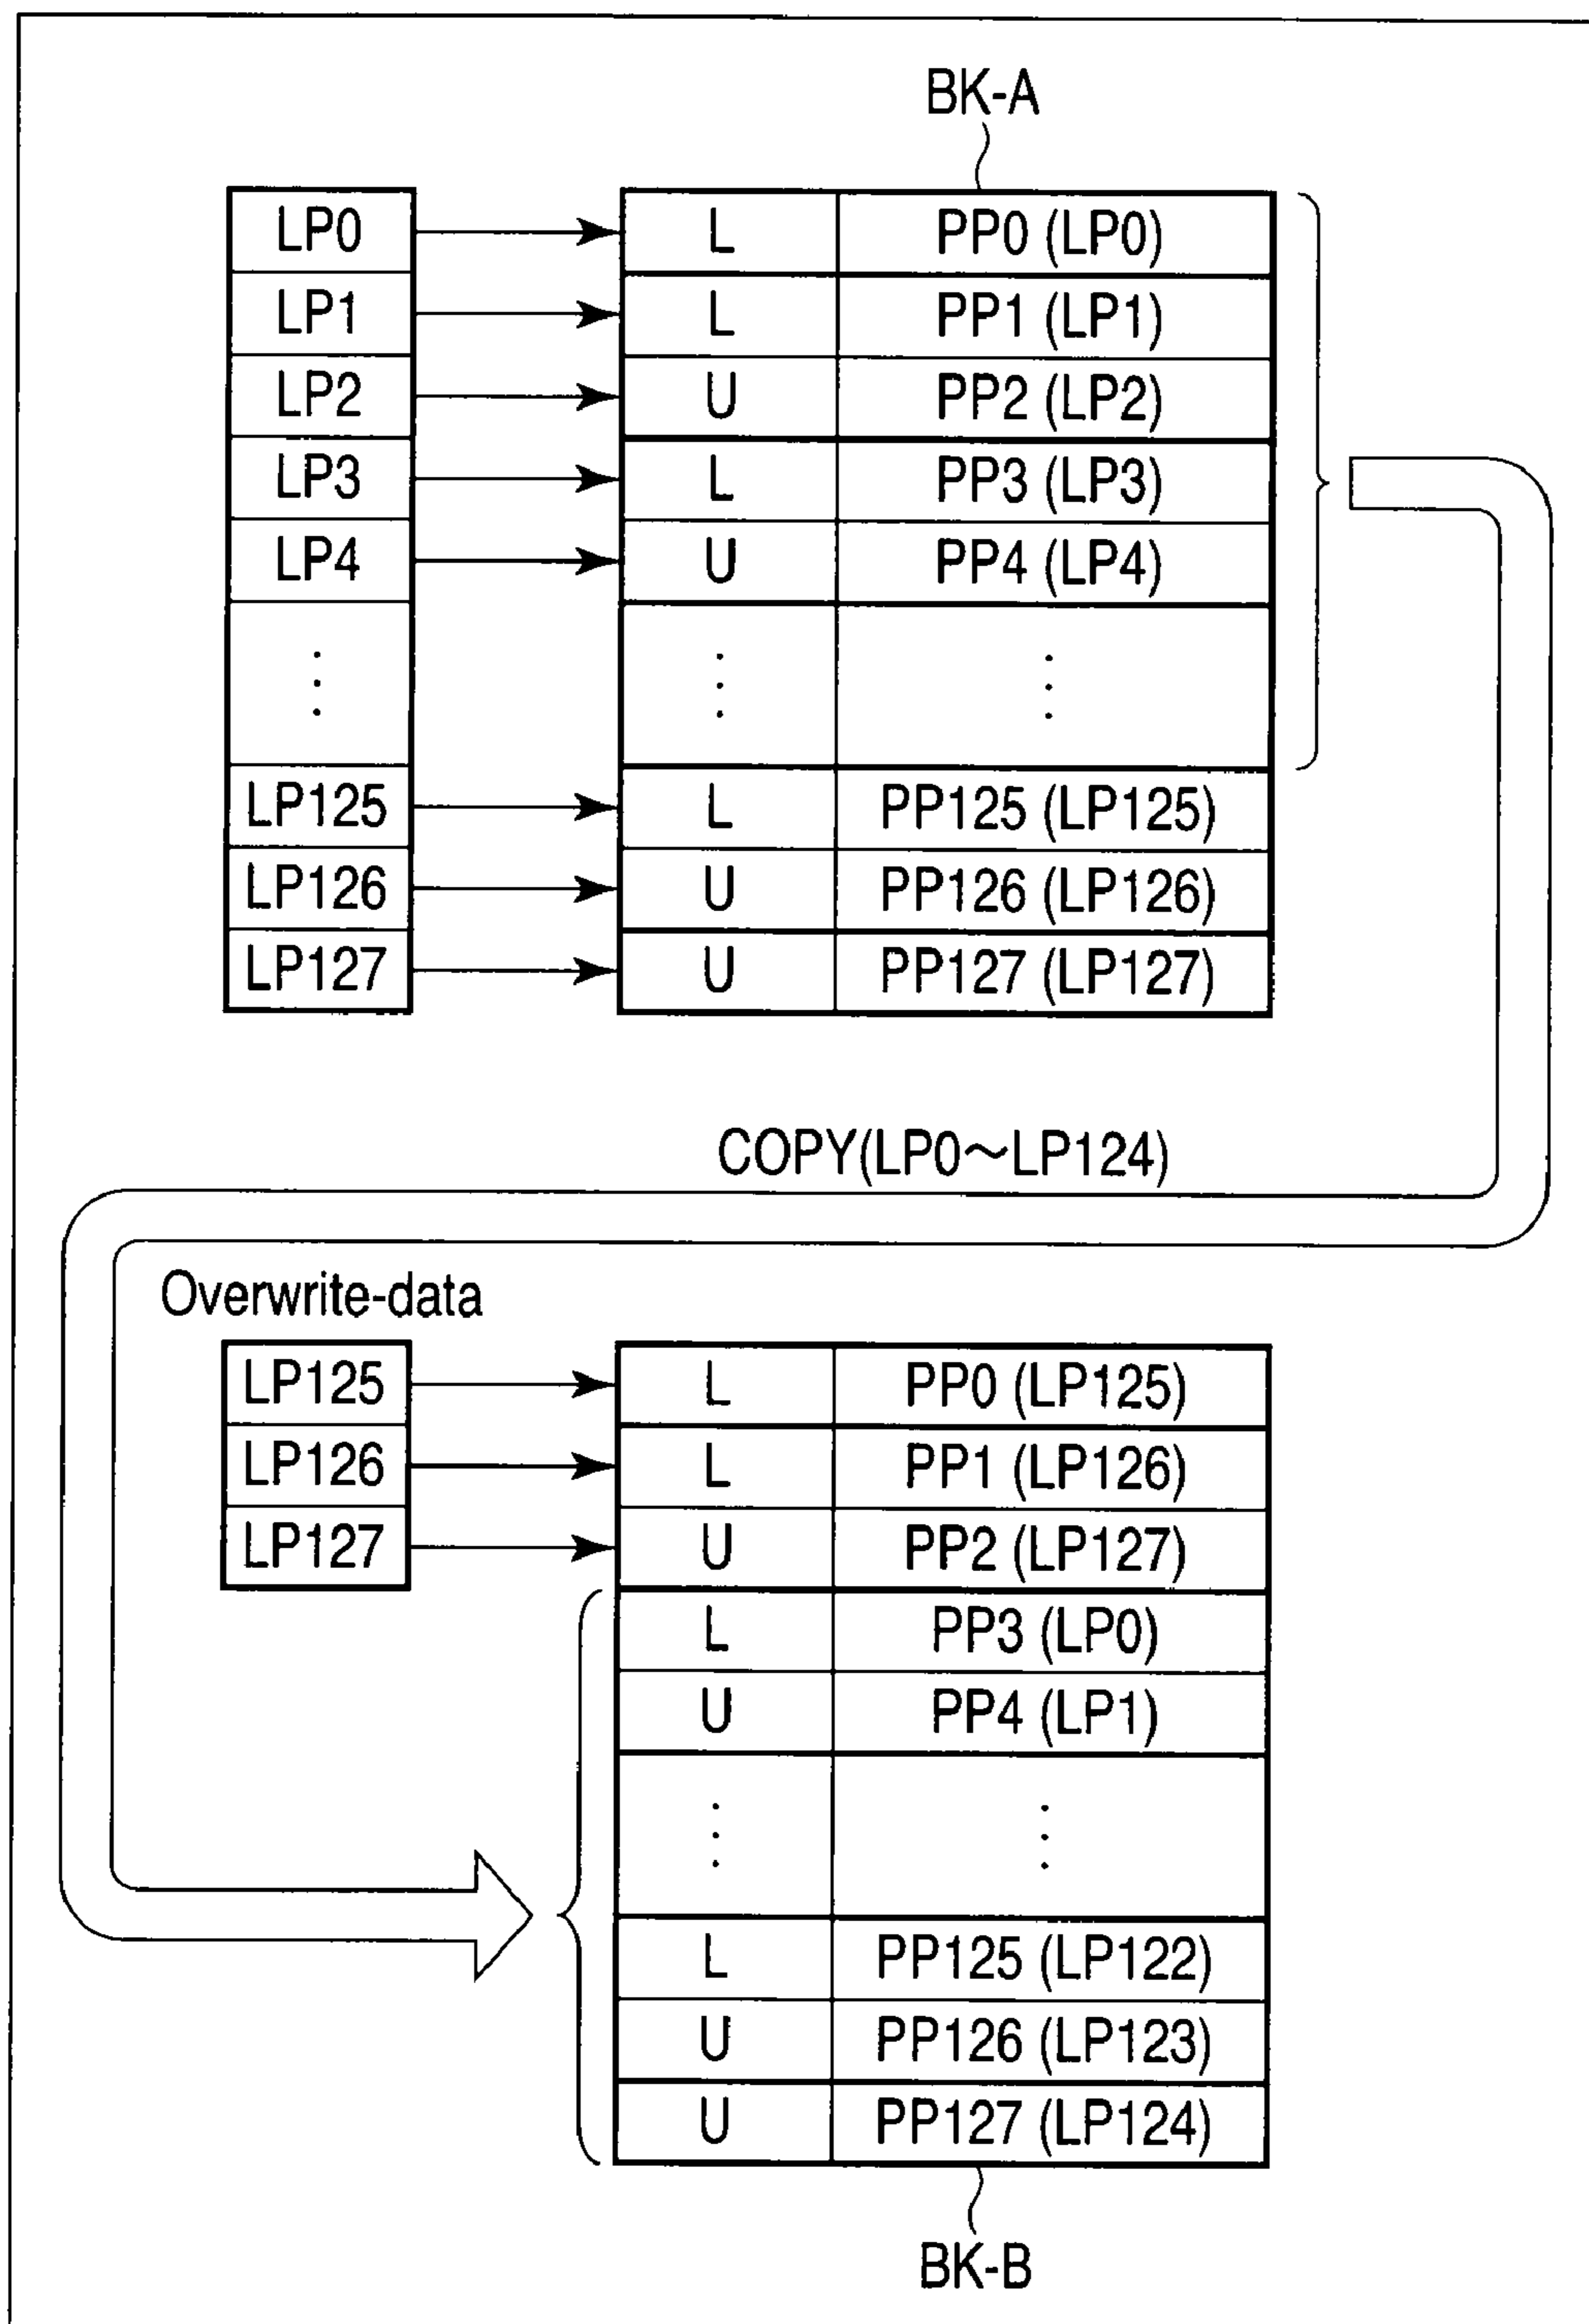 BK-A
LP0 L PP0 (LP0)
LP1 L PP1 (LP1)
LP2 U PP2 (LP2)
LP3 L PP3 (LP3)
LP4 U PP4 (LP4)
⋮ ⋮ ⋮
LP125 L PP125 (LP125)
LP126 U PP126 (LP126)
LP127 U PP127 (LP127)
COPY(LP0～LP124)
Overwrite-data
LP125 L PP0 (LP125)
LP126 L PP1 (LP126)
LP127 U PP2 (LP127)
L PP3 (LP0)
U PP4 (LP1)
⋮ ⋮
L PP125 (LP122)
U PP126 (LP123)
U PP127 (LP124)
BK-B